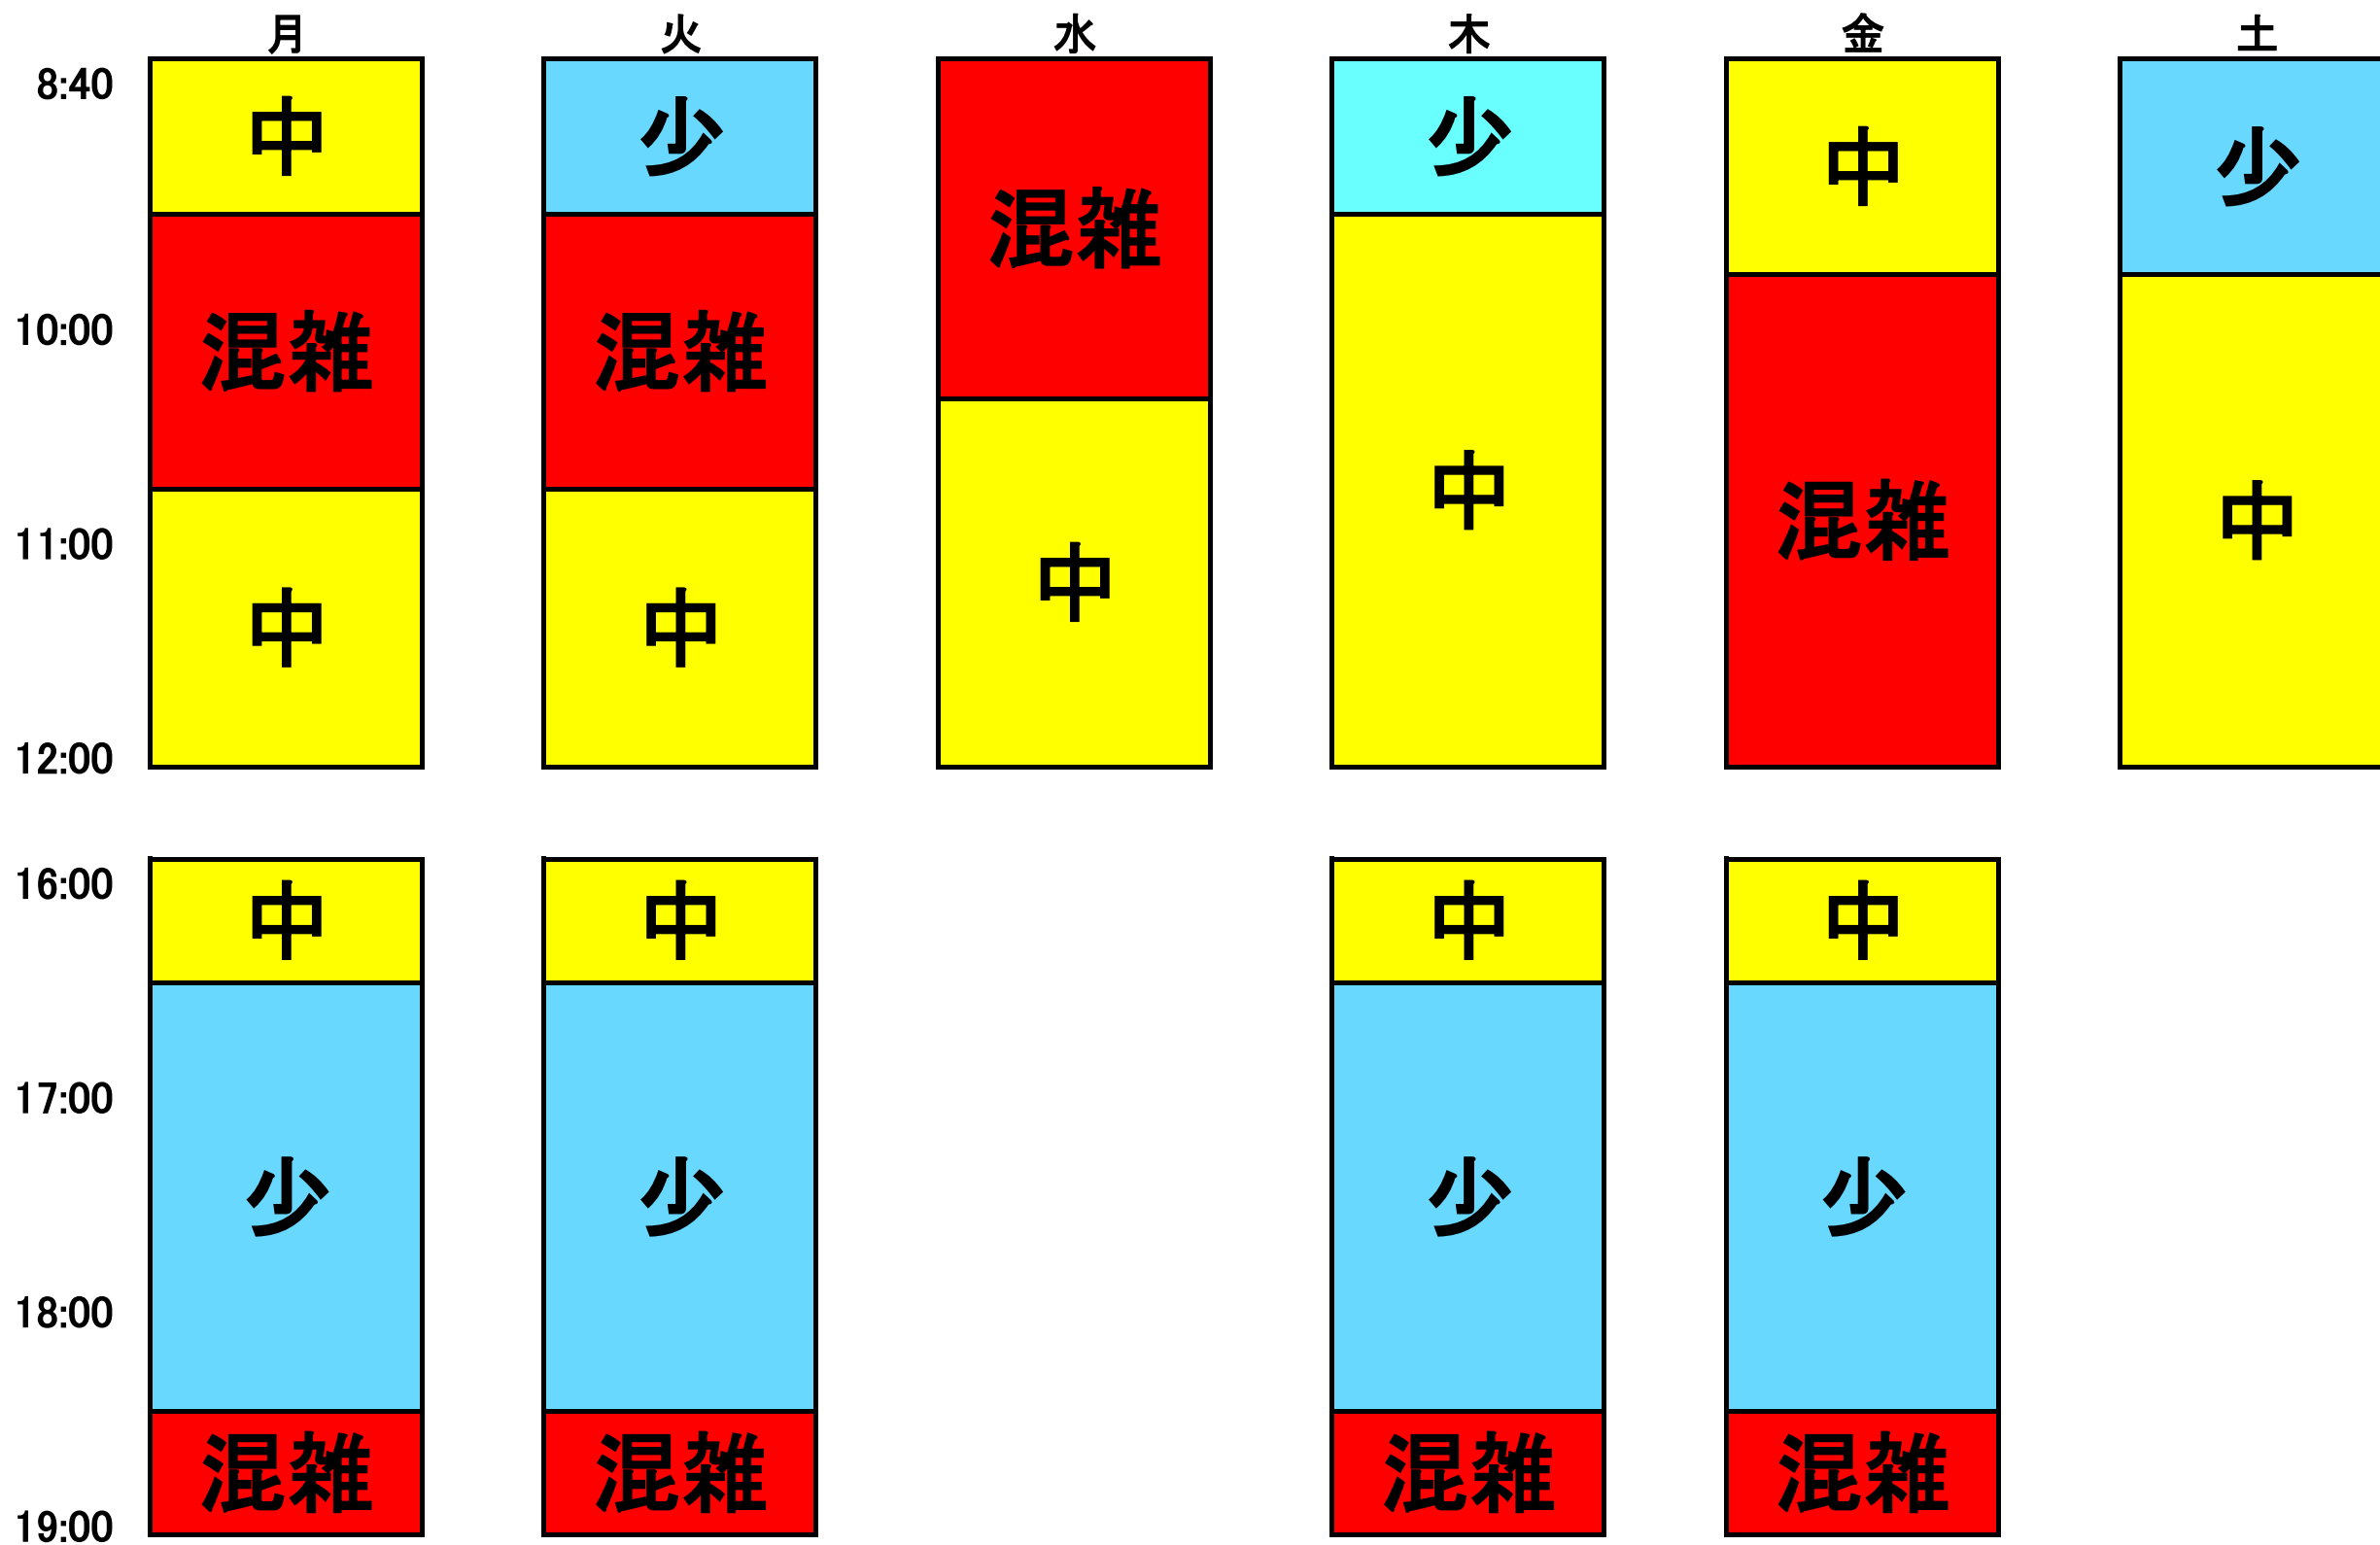 月 火 水 木 金 土
8:40
中 少 少 中 少
混雑
10:00
混雑 混雑
中 混雑 中
11:00
中
中 中
12:00
16:00
中 中 中 中
17:00
少 少 少 少
18:00
混雑 混雑 混雑 混雑
19:00